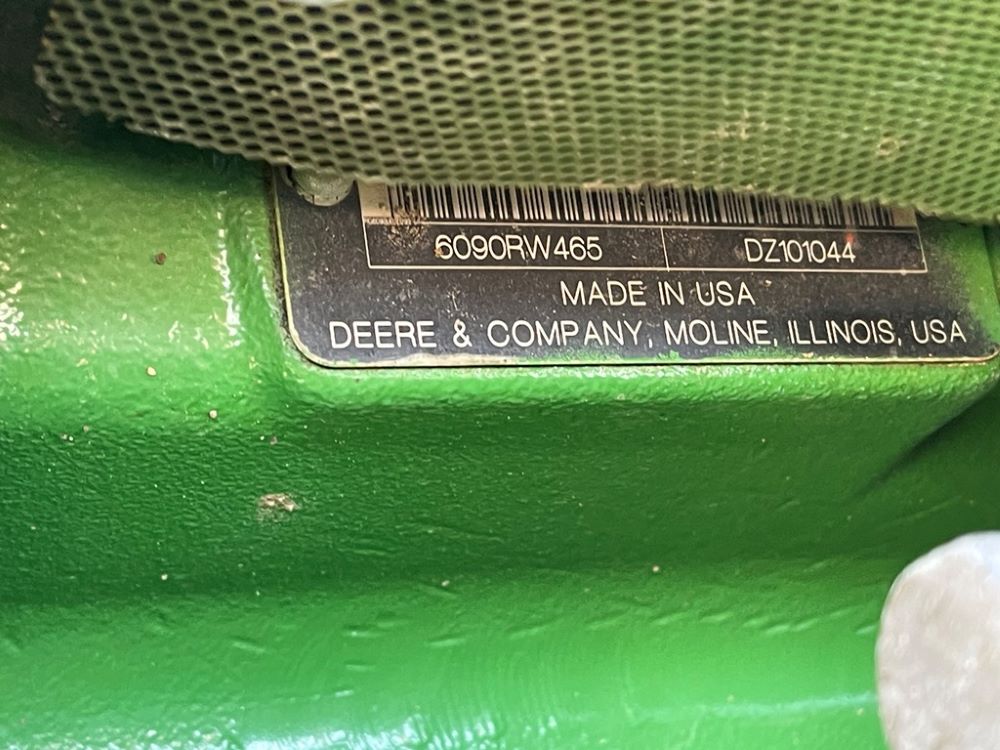 6090RW465 DZ101044
MADE IN USA
DEERE & COMPANY, MOLINE, ILLINOIS, USA